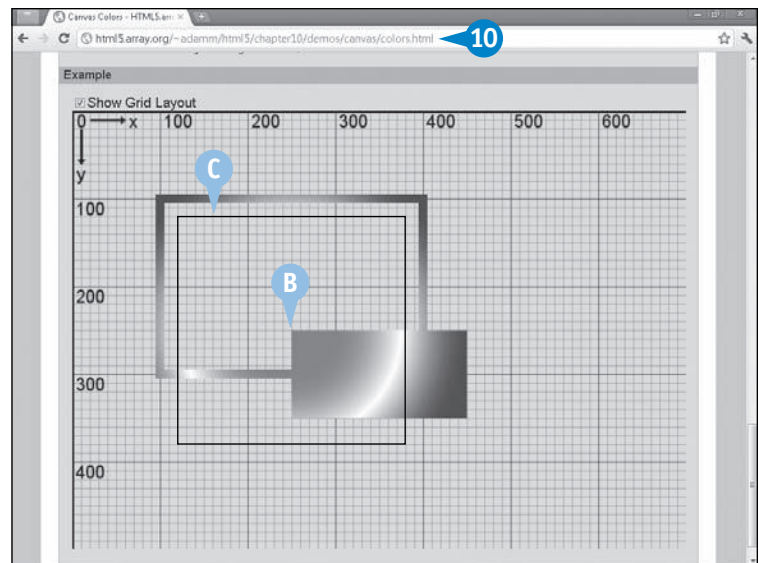 Canvas Colors - HTML5.arr
html5.array.org/~adamm/html5/chapter10/demos/canvas/colors.html
10
Example
Show Grid Layout
0 x 100 200 300 400 500 600
y
C
100
B
200
300
400